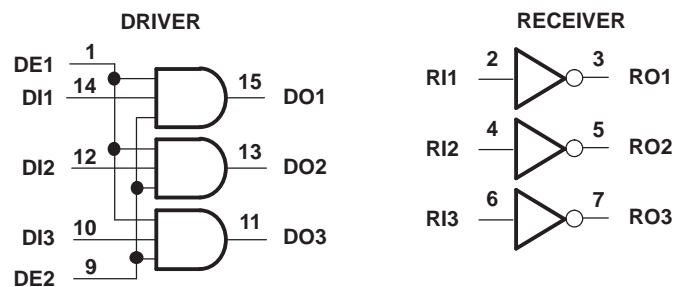 DRIVER
DE1 1
DI1 14 15 DO1
DI2 12 13 DO2
DI3 10 11 DO3
DE2 9
RECEIVER
RI1 2 3 RO1
RI2 4 5 RO2
RI3 6 7 RO3